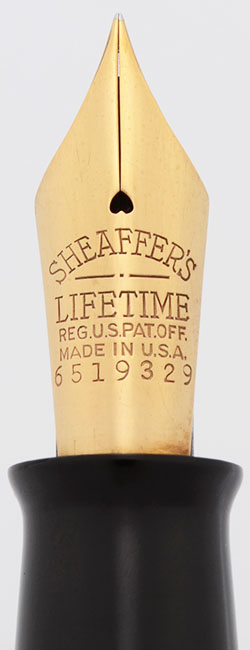 SHEAFFER'S
LIFETIME
REG.U.S.PAT.OFF.
MADE IN U.S.A.
6519329